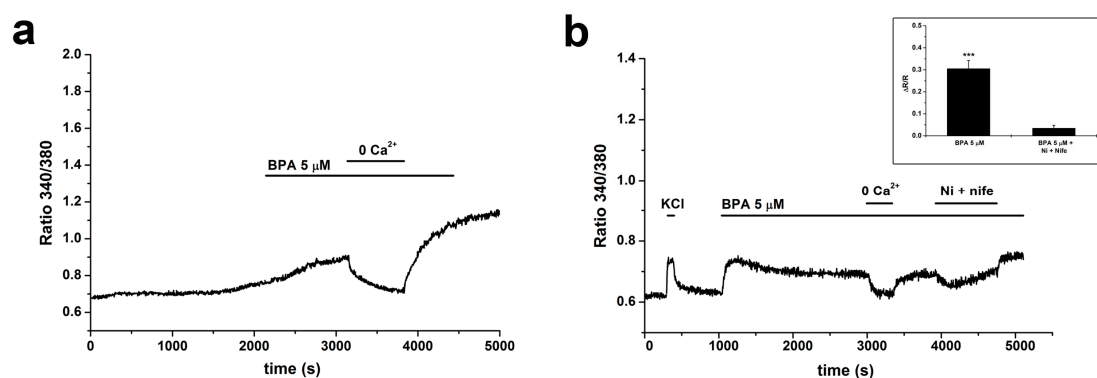 a
2.0
1.8
1.6
1.4
1.2
1.0
0.8
0.6
Ratio 340/380
0 Ca²⁺
BPA 5 μM
0 1000 2000 3000 4000 5000
time (s)
b
1.4
1.2
1.0
0.8
0.6
Ratio 340/380
KCl
BPA 5 μM
0 Ca²⁺
Ni + nife
0 1000 2000 3000 4000 5000
time (s)
0.5
0.4
0.3
0.2
0.1
0.0
ΔR/R
***
BPA 5 μM
BPA 5 μM +
Ni + Nife